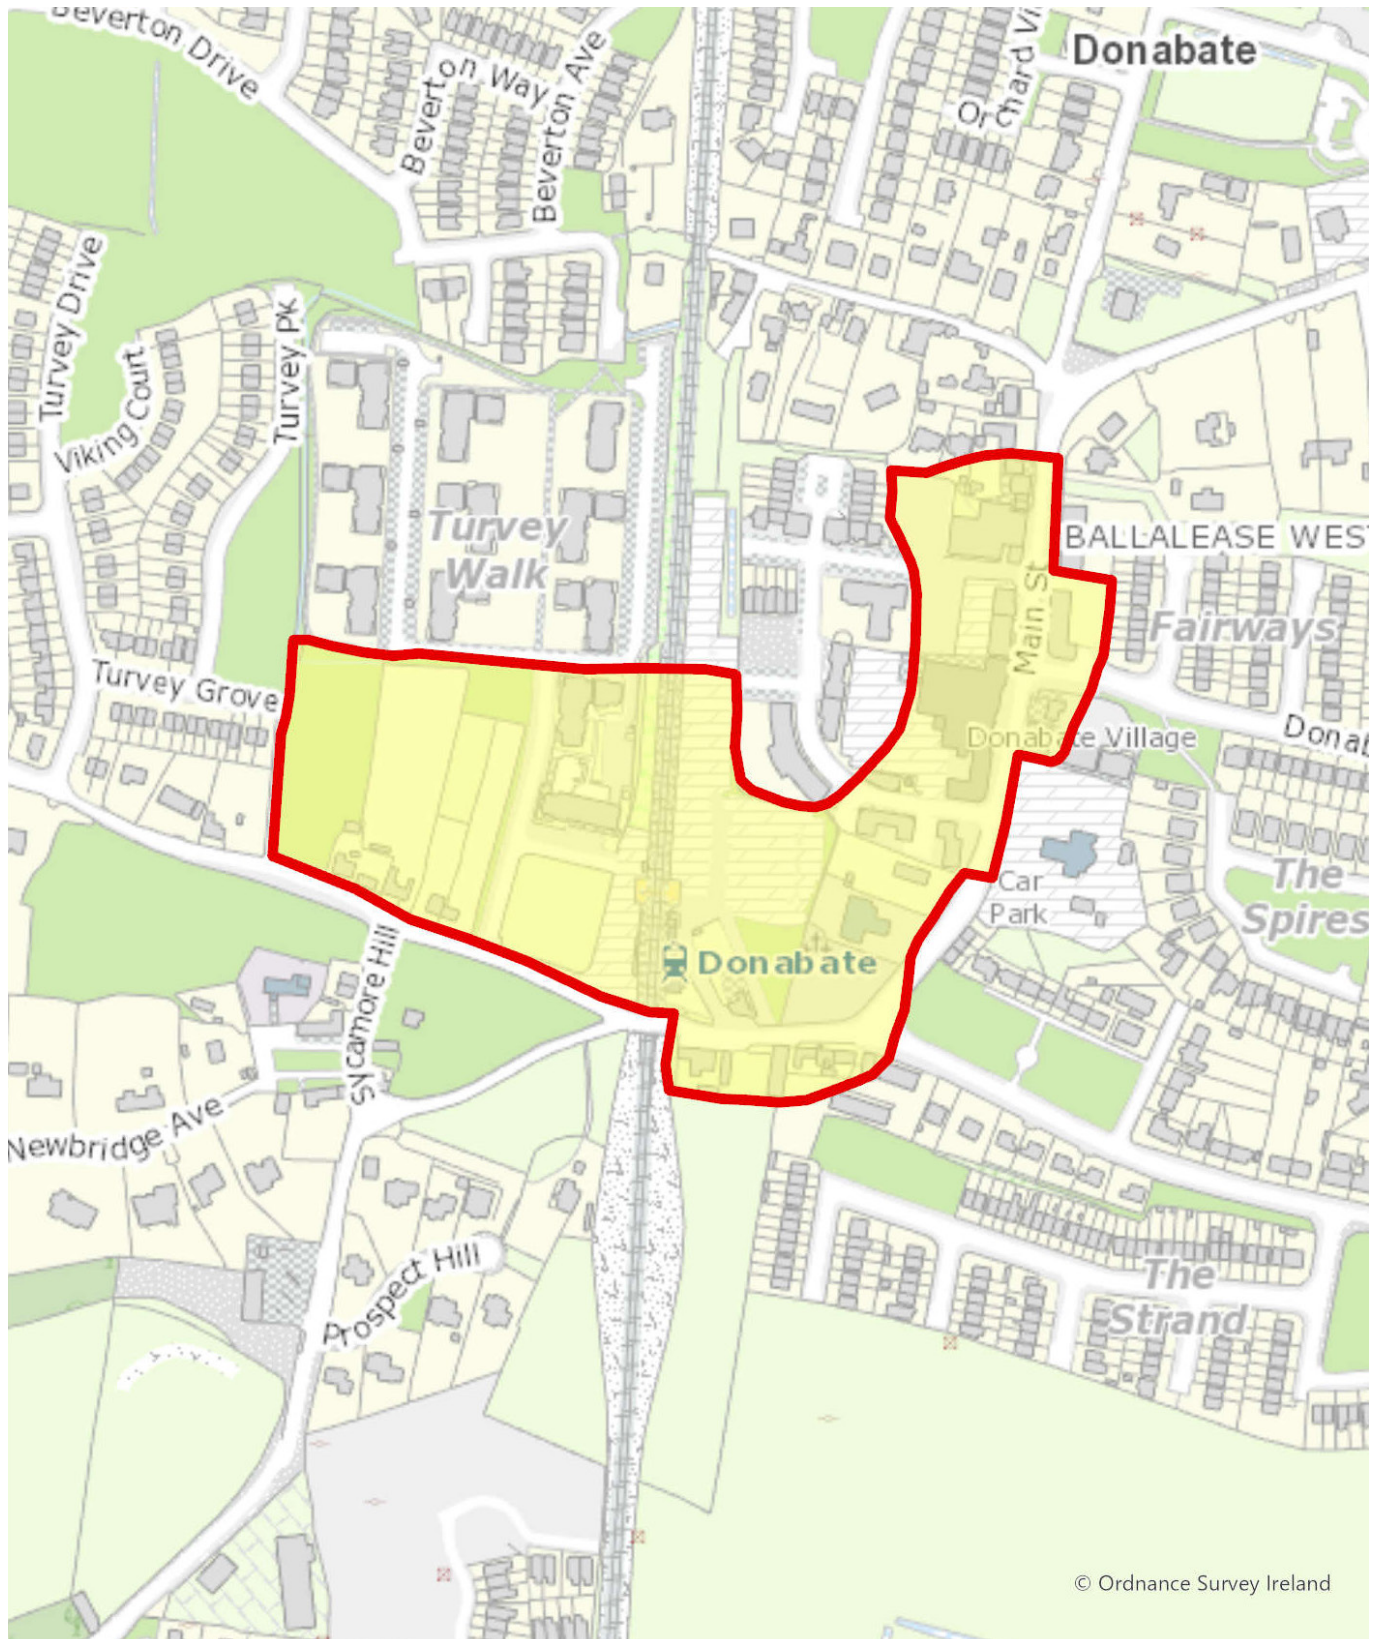 Beverton Drive
Beverton Way
Beverton Ave
Orchard Vi
Donabate
Turvey Drive
Viking Court
Turvey PK
Turvey
Walk
BALLALEASE WEST
Main St
Fairways
Turvey Grove
Donabate Village
Donab
The
Spires
Car
Park
Donabate
Sycamore Hill
Newbridge Ave
Prospect Hill
The
Strand
© Ordnance Survey Ireland